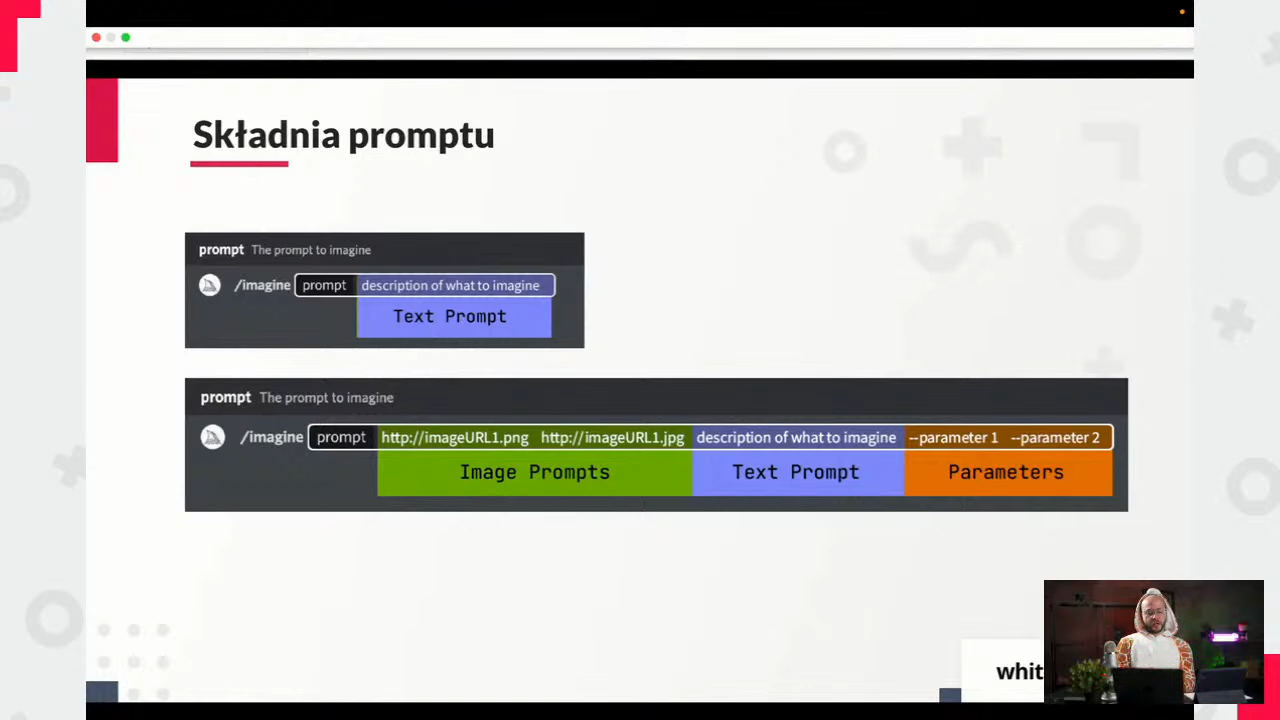 Składnia promptu
prompt The prompt to imagine
/imagine prompt description of what to imagine
Text Prompt
prompt The prompt to imagine
/imagine prompt http://imageURL1.png http://imageURL1.jpg description of what to imagine --parameter 1 --parameter 2
Image Prompts Text Prompt Parameters
whit